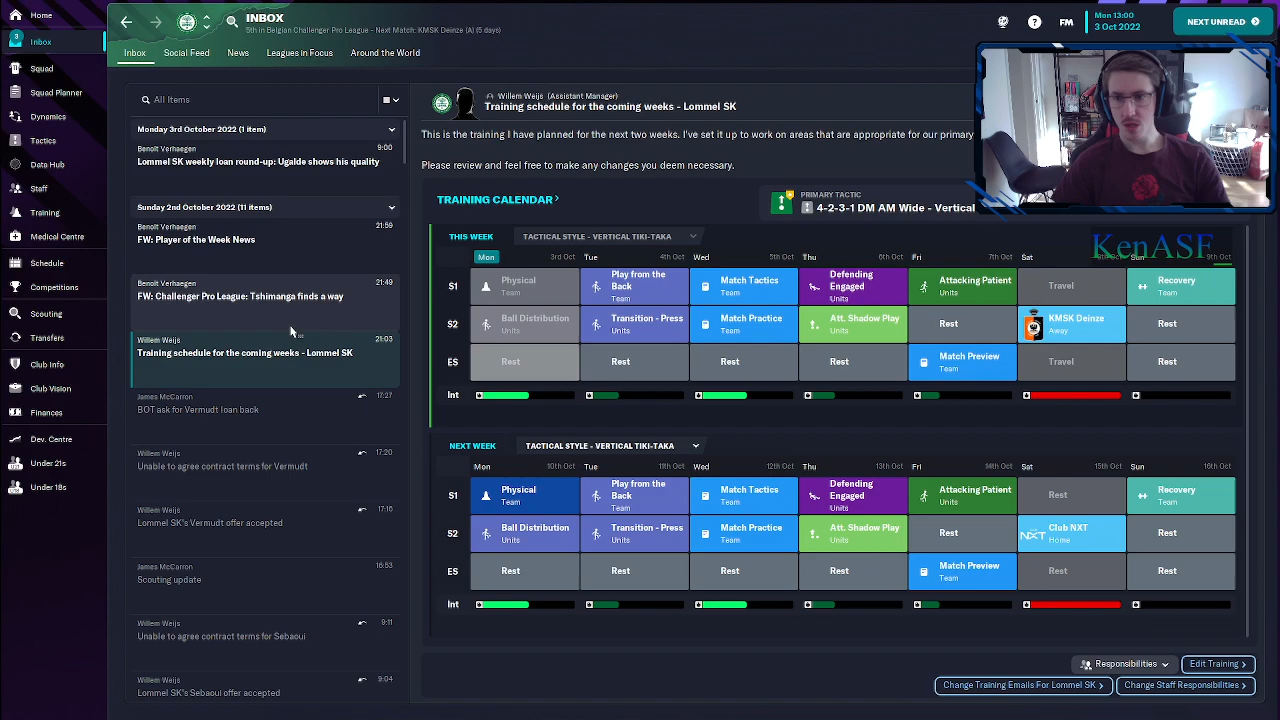 Home
3
Inbox
Squad
Squad Planner
Dynamics
Tactics
Data Hub
Staff
Training
Medical Centre
Schedule
Competitions
Scouting
Transfers
Club Info
Club Vision
Finances
Dev. Centre
Under 21s
Under 18s
INBOX
5th in Belgian Challenger Pro League - Next Match: KMSK Deinze (A) (5 days)
FM
Mon 13:00
3 Oct 2022
NEXT UNREAD
Inbox Social Feed News Leagues in Focus Around the World
All Items
Monday 3rd October 2022 (1 item)
Benoit Verhaegen 9:00
Lommel SK weekly loan round-up: Ugalde shows his quality
Sunday 2nd October 2022 (11 items)
Benoit Verhaegen 21:59
FW: Player of the Week News
Benoit Verhaegen 21:49
FW: Challenger Pro League: Tshimanga finds a way
Willem Weijs 21:03
Training schedule for the coming weeks - Lommel SK
James McCarron 17:27
BOT ask for Vermudt loan back
Willem Weijs 17:20
Unable to agree contract terms for Vermudt
Willem Weijs 17:16
Lommel SK's Vermudt offer accepted
James McCarron 16:53
Scouting update
Willem Weijs 9:11
Unable to agree contract terms for Sebaoui
Willem Weijs 9:04
Lommel SK's Sebaoui offer accepted
Willem Weijs (Assistant Manager)
Training schedule for the coming weeks - Lommel SK
This is the training I have planned for the next two weeks. I've set it up to work on areas that are appropriate for our primary
Please review and feel free to make any changes you deem necessary.
TRAINING CALENDAR
PRIMARY TACTIC
4-2-3-1 DM AM Wide - Vertical
KenASF_
THIS WEEK TACTICAL STYLE - VERTICAL TIKI-TAKA
Mon 3rd Oct Tue 4th Oct Wed 5th Oct Thu 6th Oct Fri 7th Oct Sat 8th Oct Sun 9th Oct
S1 Physical Team Play from the Back Team Match Tactics Team Defending Engaged Units Attacking Patient Units Travel Recovery Team
S2 Ball Distribution Units Transition - Press Units Match Practice Team Att. Shadow Play Units Rest KMSK Deinze Away Rest
ES Rest Rest Rest Rest Match Preview Team Travel Rest
Int
NEXT WEEK TACTICAL STYLE - VERTICAL TIKI-TAKA
Mon 10th Oct Tue 11th Oct Wed 12th Oct Thu 13th Oct Fri 14th Oct Sat 15th Oct Sun 16th Oct
S1 Physical Team Play from the Back Team Match Tactics Team Defending Engaged Units Attacking Patient Units Rest Recovery Team
S2 Ball Distribution Units Transition - Press Units Match Practice Team Att. Shadow Play Units Rest NXT Club NXT Home Rest
ES Rest Rest Rest Rest Match Preview Team Rest Rest
Int
Responsibilities Edit Training
Change Training Emails For Lommel SK Change Staff Responsibilities